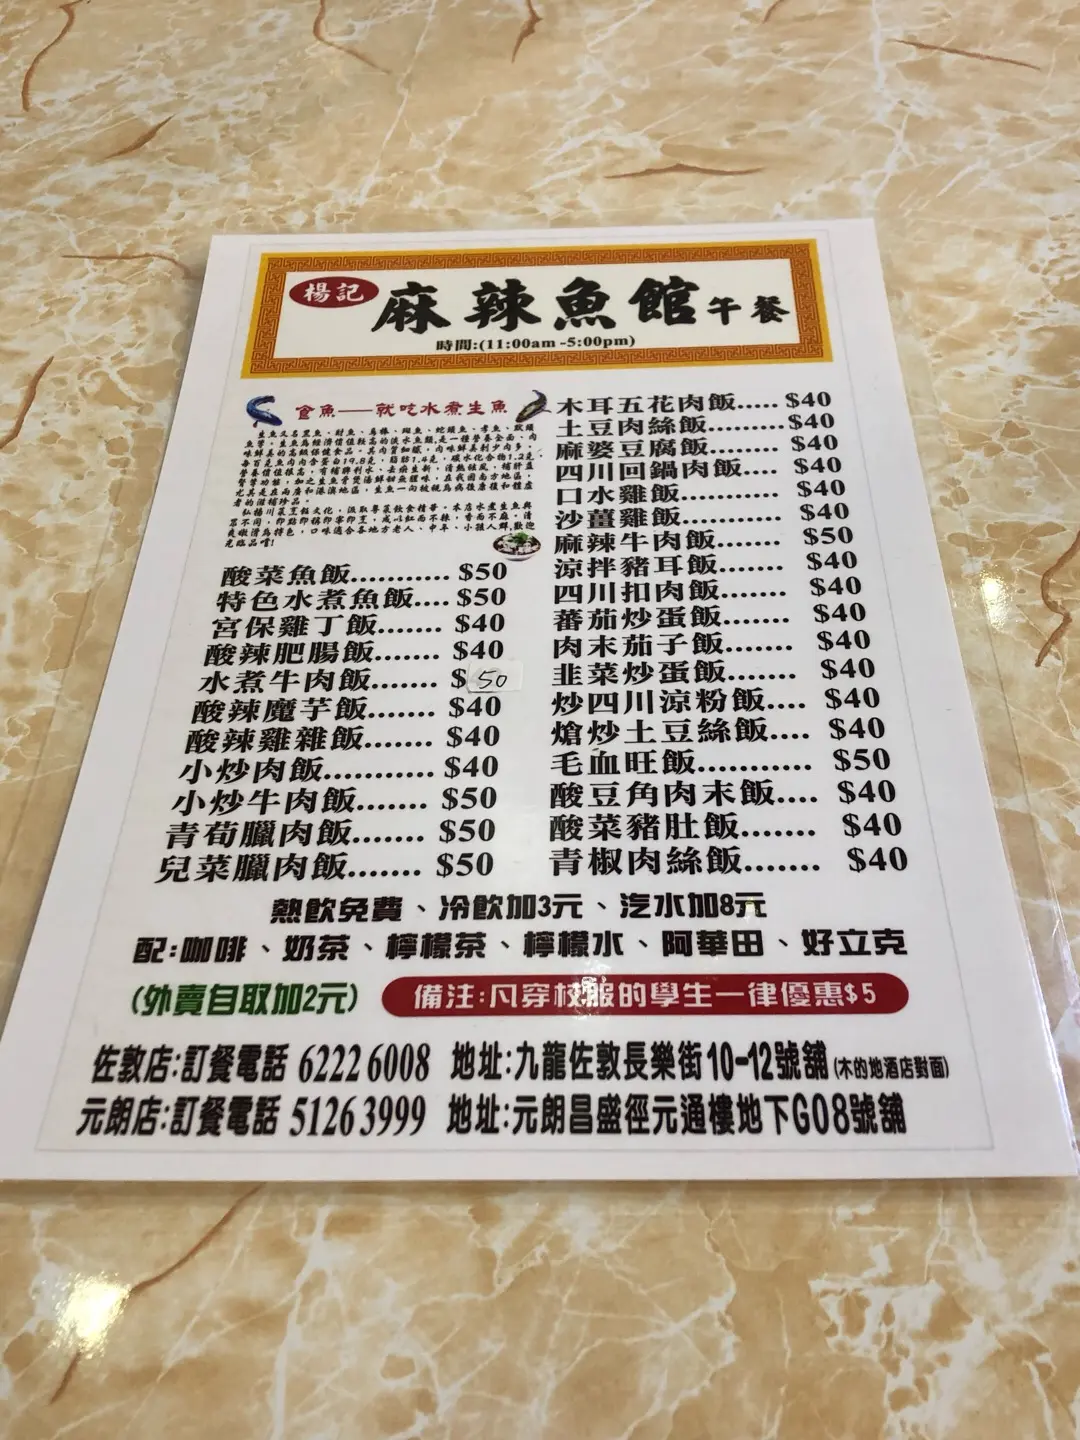 楊記
麻辣魚館午餐
時間:(11:00am -5:00pm)
食魚——就吃水煮生魚
酸菜魚飯........... $50
特色水煮魚飯.... $50
宮保雞丁飯....... $40
酸辣肥腸飯....... $40
水煮牛肉飯....... $50
酸辣魔芋飯....... $40
酸辣雞雜飯....... $40
小炒肉飯........... $40
小炒牛肉飯....... $50
青荀臘肉飯....... $50
兒菜臘肉飯....... $50
木耳五花肉飯..... $40
土豆肉絲飯........ $40
麻婆豆腐飯........ $40
四川回鍋肉飯.... $40
口水雞飯........... $40
沙薑雞飯........... $40
麻辣牛肉飯....... $50
涼拌豬耳飯....... $40
四川扣肉飯....... $40
蕃茄炒蛋飯....... $40
肉末茄子飯....... $40
韭菜炒蛋飯....... $40
炒四川涼粉飯.... $40
熗炒土豆絲飯.... $40
毛血旺飯........... $50
酸豆角肉末飯.... $40
酸菜豬肚飯....... $40
青椒肉絲飯....... $40
熱飲免費、冷飲加3元、汽水加8元
配:咖啡、奶茶、檸檬茶、檸檬水、阿華田、好立克
(外賣自取加2元)
備注:凡穿校服的學生一律優惠$5
佐敦店:訂餐電話 6222 6008 地址:九龍佐敦長樂街10-12號舖(木的地酒店對面)
元朗店:訂餐電話 5126 3999 地址:元朗昌盛徑元通樓地下G08號舖